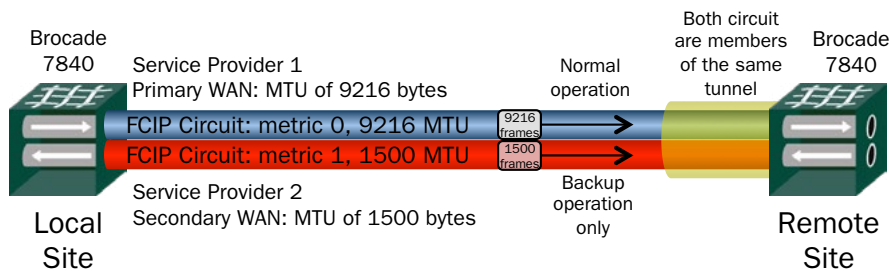 Brocade
7840
Service Provider 1
Primary WAN: MTU of 9216 bytes
Normal
operation
Both circuit
are members
of the same
tunnel
Brocade
7840
FCIP Circuit: metric 0, 9216 MTU
9216
frames
FCIP Circuit: metric 1, 1500 MTU
1500
frames
Service Provider 2
Secondary WAN: MTU of 1500 bytes
Backup
operation
only
Local
Site
Remote
Site